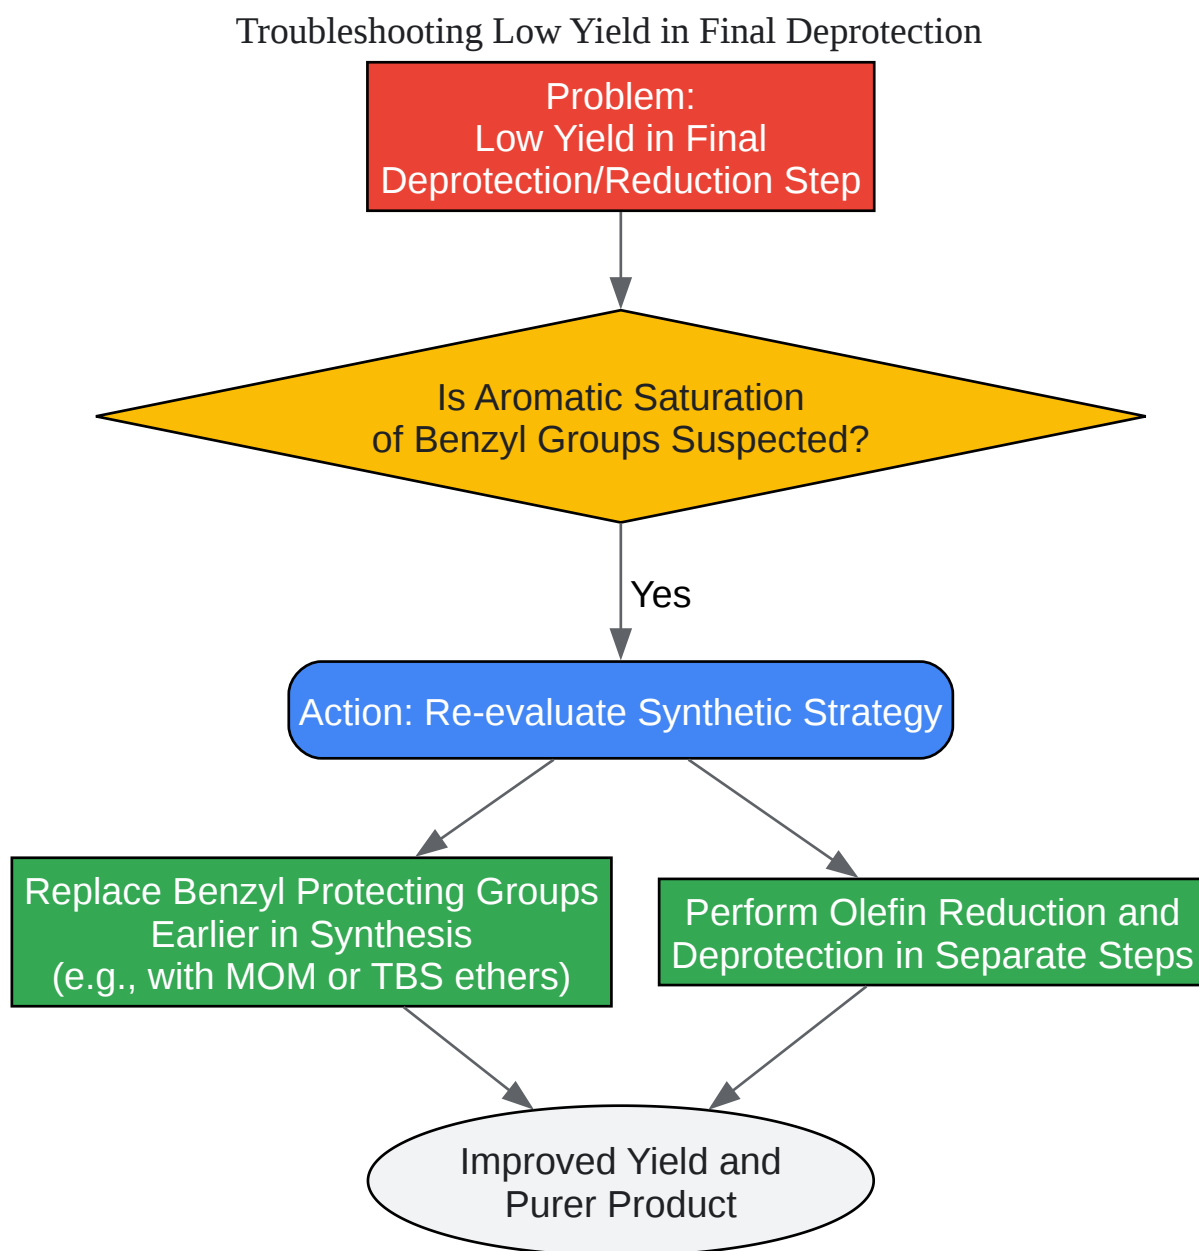 Troubleshooting Low Yield in Final Deprotection
Problem:
Low Yield in Final
Deprotection/Reduction Step
Is Aromatic Saturation
of Benzyl Groups Suspected?
Yes
Action: Re-evaluate Synthetic Strategy
Replace Benzyl Protecting Groups
Earlier in Synthesis
(e.g., with MOM or TBS ethers)
Perform Olefin Reduction and
Deprotection in Separate Steps
Improved Yield and
Purer Product